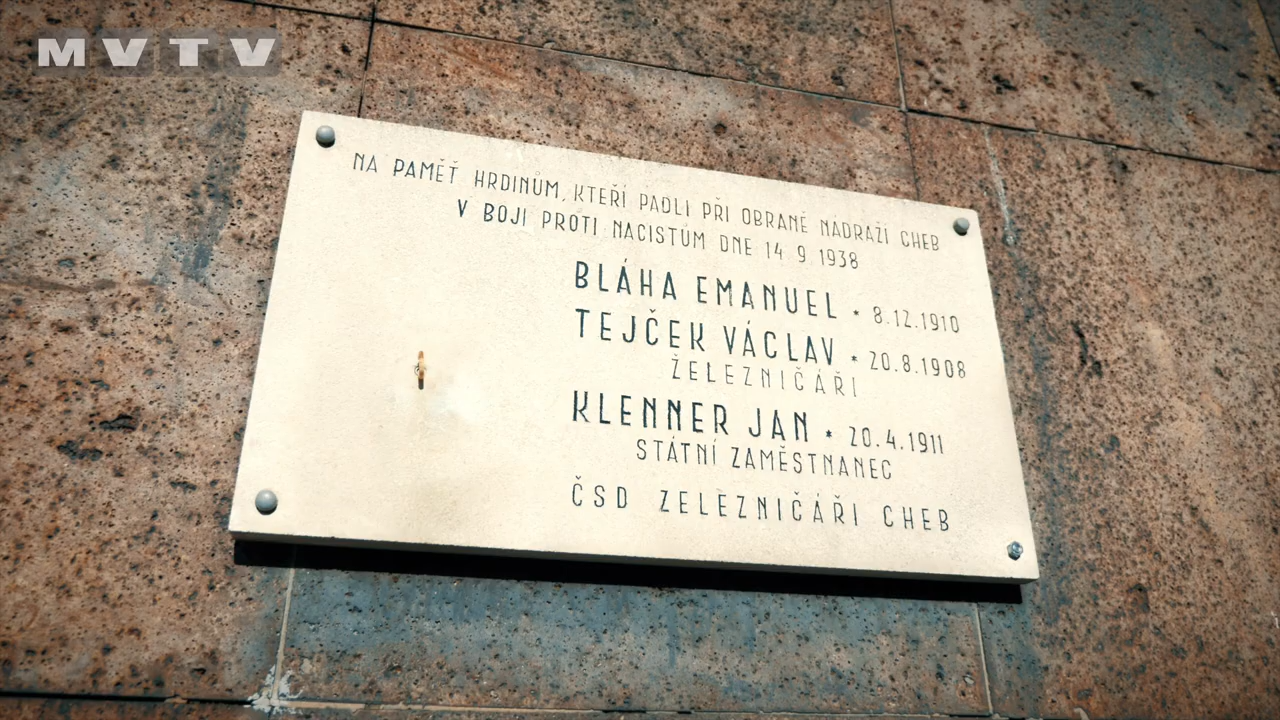 MVTV
NA PAMĚŤ HRDINŮM, KTEŘÍ PADLI PŘI OBRANĚ NÁDRAŽÍ CHEB
V BOJI PROTI NACISTŮM DNE 14 9 1938
BLÁHA EMANUEL * 8.12.1910
TEJČEK VÁCLAV * 20.8.1908
ŽELEZNIČÁŘI
KLENNER JAN * 20.4.1911
STÁTNÍ ZAMĚSTNANEC
ČSD ŽELEZNIČÁŘI CHEB